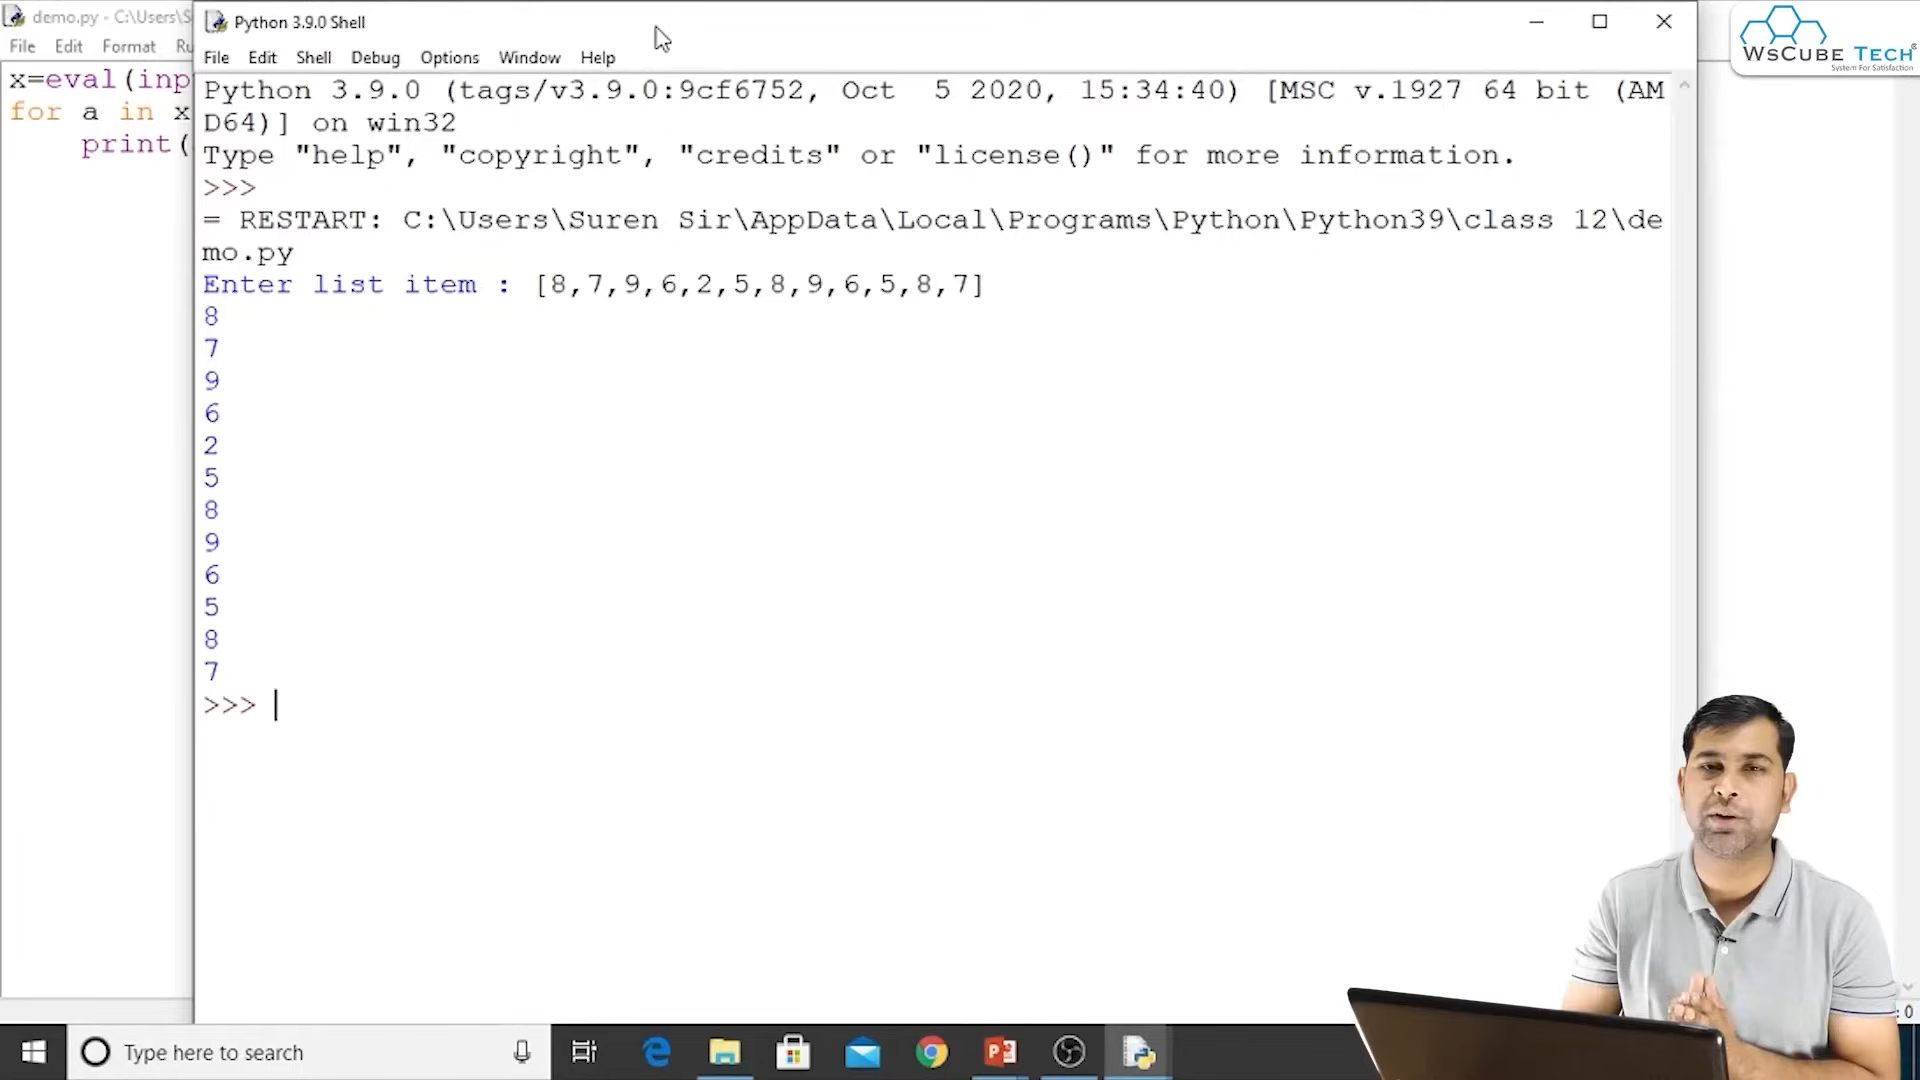 demo.py - C:\Users\S
File Edit Format Ru
x=eval(inp
for a in x
print(
Python 3.9.0 Shell
File Edit Shell Debug Options Window Help
Python 3.9.0 (tags/v3.9.0:9cf6752, Oct  5 2020, 15:34:40) [MSC v.1927 64 bit (AM
D64)] on win32
Type "help", "copyright", "credits" or "license()" for more information.
>>>
= RESTART: C:\Users\Suren Sir\AppData\Local\Programs\Python\Python39\class 12\de
mo.py
Enter list item : [8,7,9,6,2,5,8,9,6,5,8,7]
8
7
9
6
2
5
8
9
6
5
8
7
>>>
WsCube Tech
System For Satisfaction
: 0
Type here to search